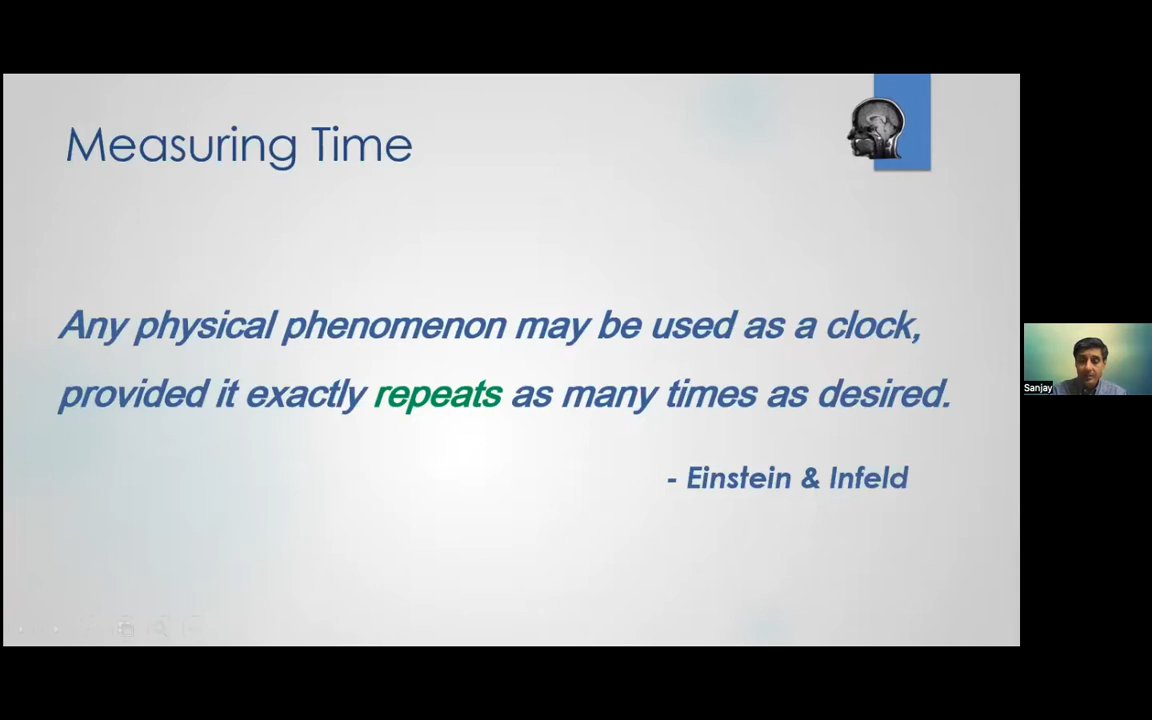 Measuring Time
Any physical phenomenon may be used as a clock,
provided it exactly repeats as many times as desired.
- Einstein & Infeld
Sanjay